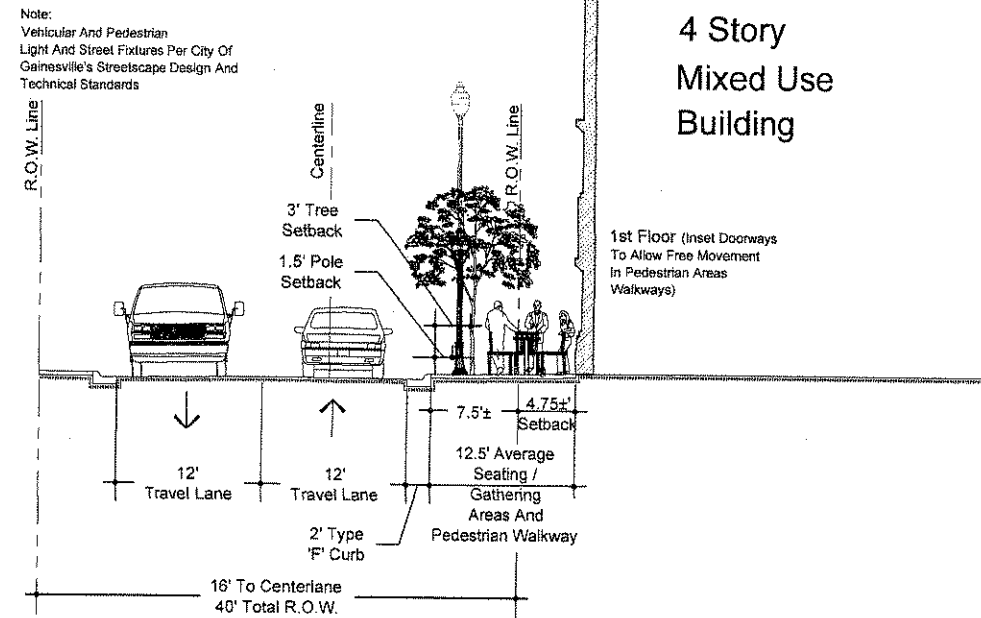 Note:
Vehicular And Pedestrian
Light And Street Fixtures Per City Of
Gainesville's Streetscape Design And
Technical Standards
4 Story
Mixed Use
Building
R.O.W. Line
Centerline
R.O.W. Line
3' Tree
Setback
1.5' Pole
Setback
1st Floor (Inset Doorways
To Allow Free Movement
In Pedestrian Areas
Walkways)
7.5'±
4.75±'
Setback
12'
Travel Lane
12'
Travel Lane
12.5' Average
Seating /
Gathering
Areas And
Pedestrian Walkway
2' Type
'F' Curb
16' To Centerlane
40' Total R.O.W.